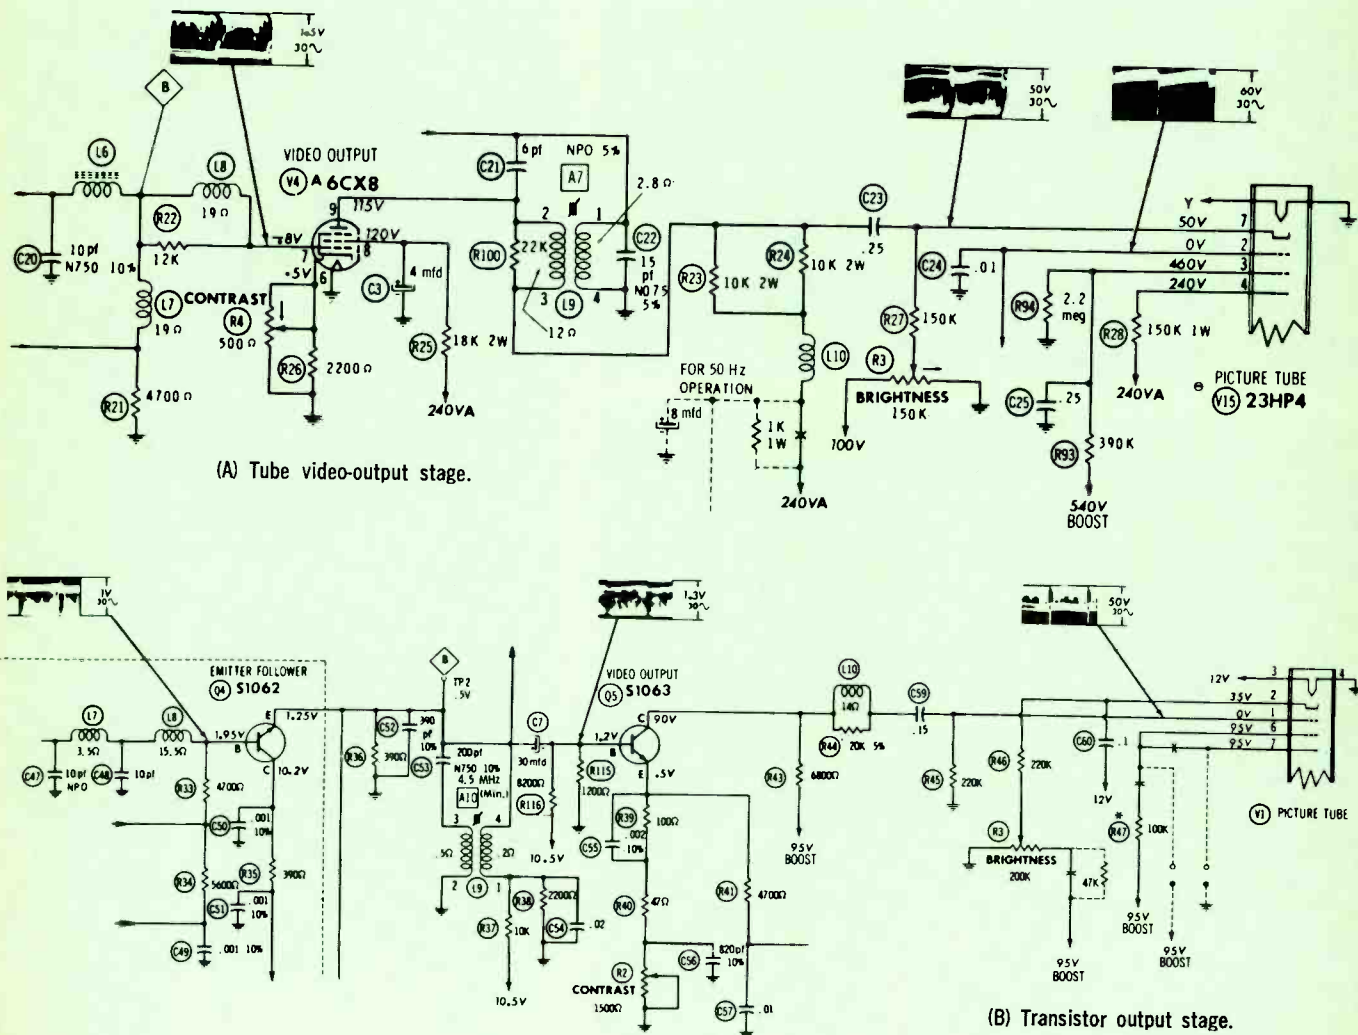 1.5V
30~
B
L6
L8
19Ω
R22
12K
C20
10pf
N750 10%
L7
19Ω
R21
4700Ω
VIDEO OUTPUT
V4 A 6CX8
9
115V
-8V
120V
8
7
.5V
6
CONTRAST
R4
500Ω
R26
2200Ω
4 mfd
C3
R25
18K 2W
240VA
C21
6pf NPO 5%
A7
2.8Ω
2
1
R100
22K
C22
15
pf
N075
5%
3
4
L9
12Ω
R23
10K 2W
R24
10K 2W
C23
.25
L10
FOR 50 Hz
OPERATION
8 mfd
1K
1W
240VA
50V
30~
60V
30~
R27
150K
R3
BRIGHTNESS
150K
100V
C24
.01
R94
2.2
meg
R28
150K 1W
240VA
C25
.25
R93
390K
540V
BOOST
Y
50V 7
0V 2
460V 3
240V 4
PICTURE TUBE
V15 23HP4
(A) Tube video-output stage.
1V
30~
L7
3.5Ω
L8
15.5Ω
C47
10pf
NPO
C48
10pf
EMITTER FOLLOWER
Q4 S1062
E
1.25V
1.95V
B
C
10.2V
R33
4700Ω
C50
.001
10%
R34
5600Ω
R35
390Ω
C51
.001
10%
C49
.001 10%
B
TP2
.5V
R36
390Ω
C52
390
pf
10%
C53
200pf
N750 10%
4.5 MHz
(Min.)
A10
3
4
.5Ω
.2Ω
2
1
L9
C7
30 mfd
8200Ω
R116
10.5V
R115
1200Ω
R37
10K
10.5V
R38
2200Ω
C54
.02
1.3V
30~
VIDEO OUTPUT
Q5 S1063
C
90V
1.2V
B
E
.5V
R39
100Ω
C55
.002
10%
R40
47Ω
R41
4700Ω
C56
820pf
10%
R2
CONTRAST
1500Ω
C57
.01
R43
6800Ω
95V
BOOST
L10
14Ω
R44
20K 5%
C59
.15
R45
220K
R46
220K
R3
BRIGHTNESS
200K
47K
95V
BOOST
50V
30~
C60
.1
12V
*
R47
100K
95V
BOOST
95V
BOOST
12V
3
4
35V 2
0V 1
95V 6
95V 7
V1 PICTURE TUBE
(B) Transistor output stage.